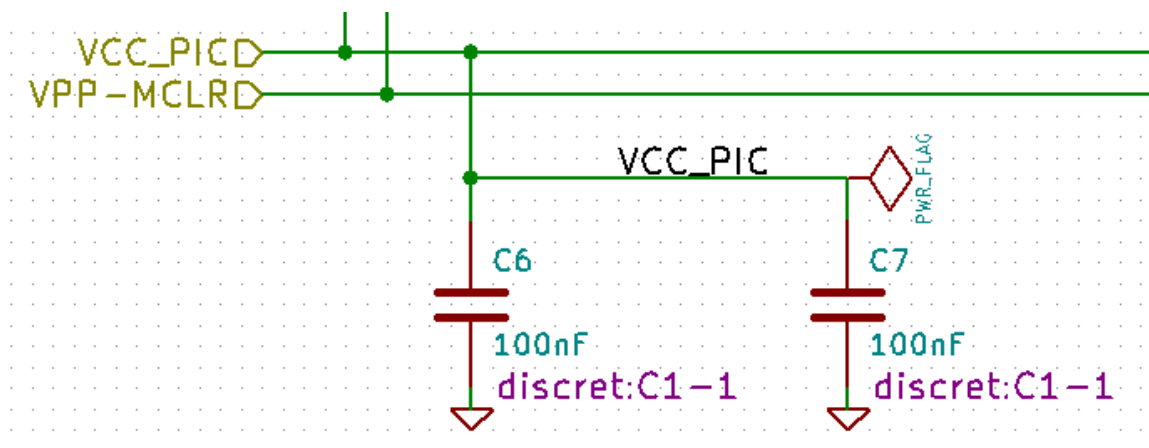 VCC_PIC
VPP-MCLR
VCC_PIC
PWR_FLAG
C6
C7
100nF
100nF
discret:C1-1
discret:C1-1